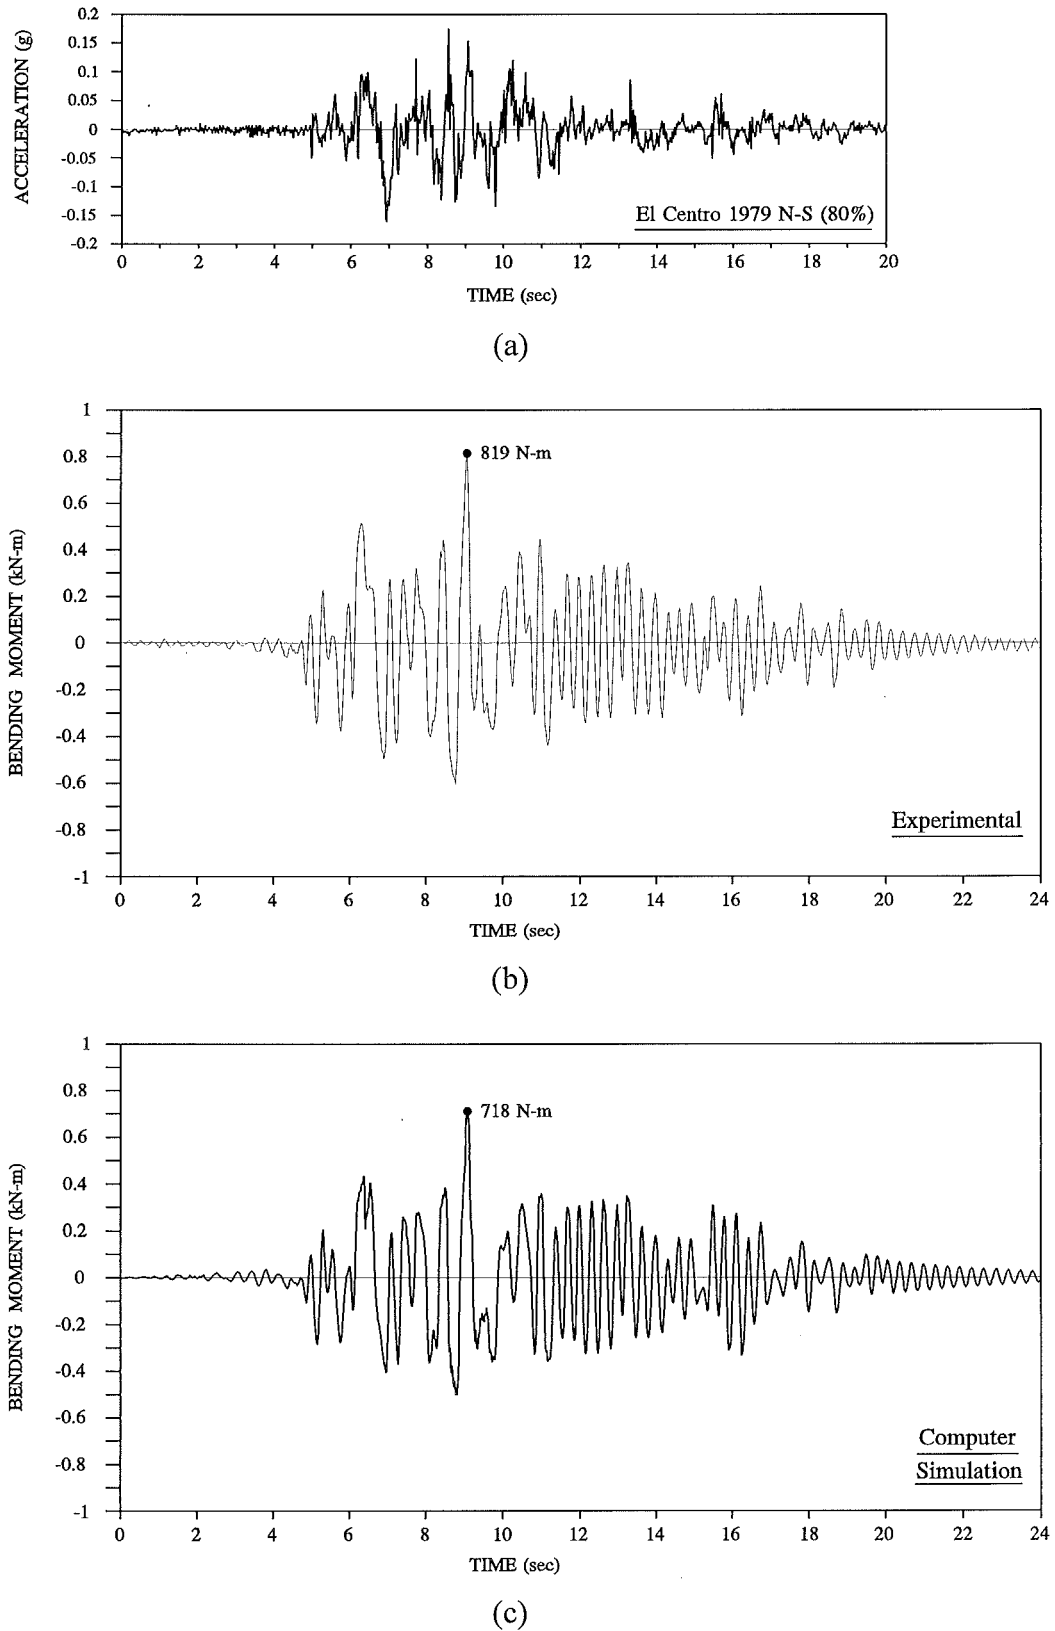 0.2
0.15
0.1
0.05
0
-0.05
-0.1
-0.15
-0.2
ACCELERATION (g)
El Centro 1979 N-S (80%)
0 2 4 6 8 10 12 14 16 18 20
TIME (sec)
(a)
1
0.8
0.6
0.4
0.2
0
-0.2
-0.4
-0.6
-0.8
-1
BENDING MOMENT (kN-m)
819 N-m
Experimental
0 2 4 6 8 10 12 14 16 18 20 22 24
TIME (sec)
(b)
1
0.8
0.6
0.4
0.2
0
-0.2
-0.4
-0.6
-0.8
-1
BENDING MOMENT (kN-m)
718 N-m
Computer
Simulation
0 2 4 6 8 10 12 14 16 18 20 22 24
TIME (sec)
(c)